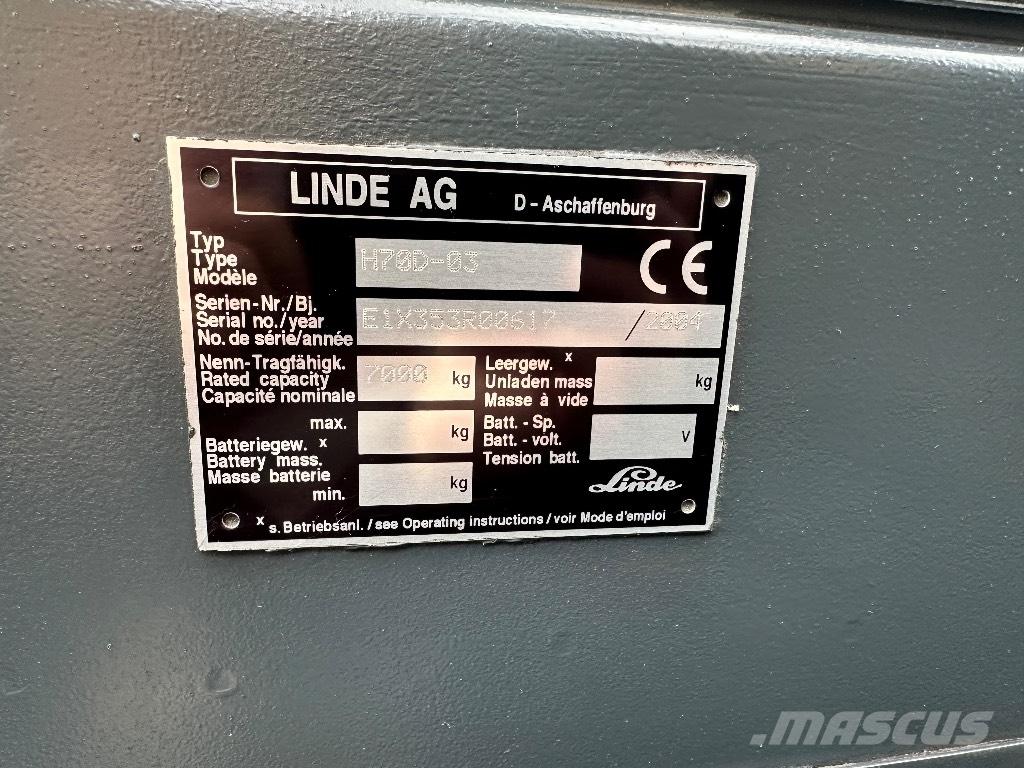 LINDE AG D - Aschaffenburg
Typ
Type
Modèle
H70D-03
CE
Serien-Nr./Bj.
Serial no./year
No. de série/année
E1X353R00617 / 2004
Nenn-Tragfähigk.
Rated capacity
Capacité nominale
7000 kg
Leergew. x
Unladen mass
Masse à vide
kg
max. kg
Batteriegew. x
Battery mass.
Masse batterie
min. kg
Batt. - Sp.
Batt. - volt.
Tension batt.
V
Linde
x s. Betriebsanl. / see Operating instructions / voir Mode d'emploi
MASCUS